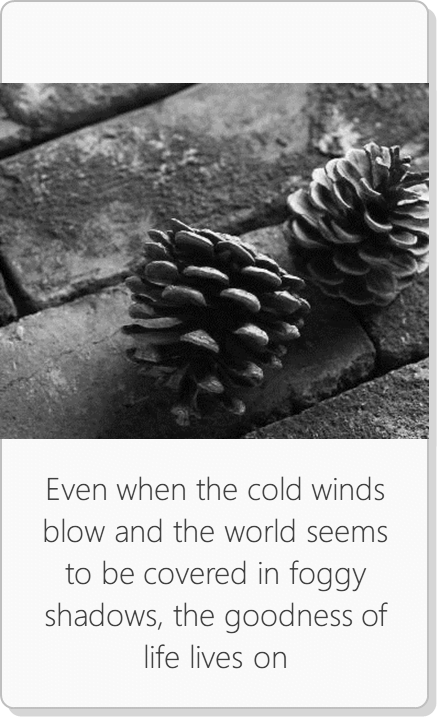 Even when the cold winds
blow and the world seems
to be covered in foggy
shadows, the goodness of
life lives on